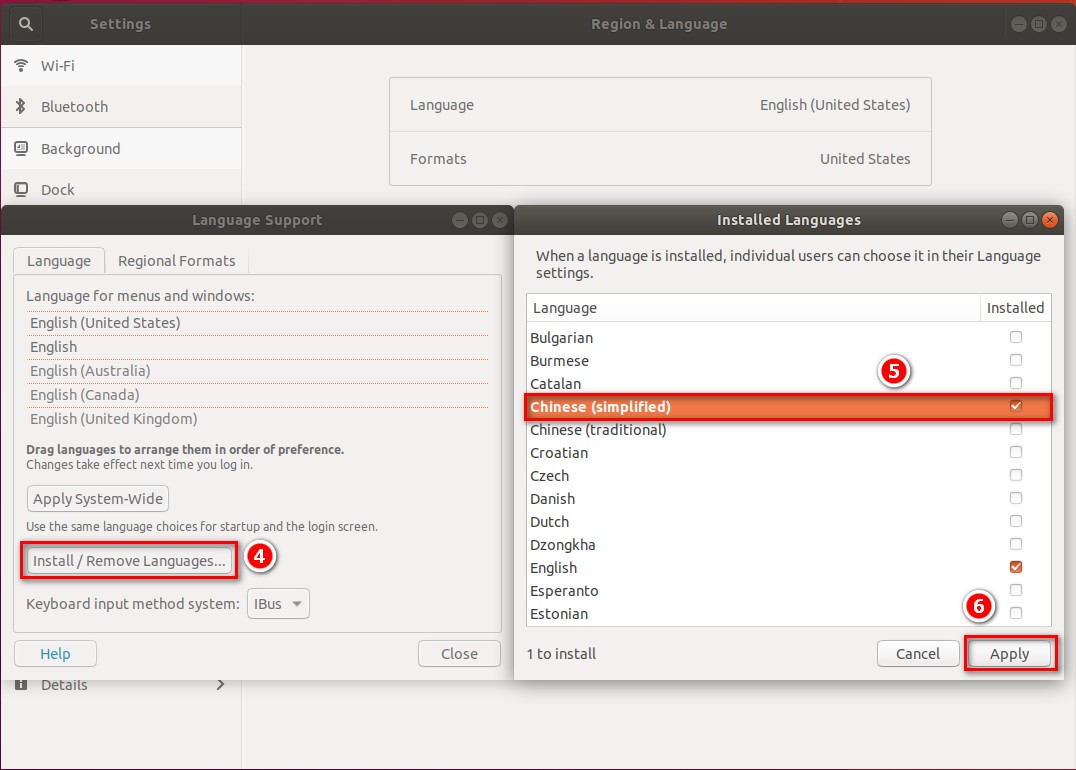 Settings
Region & Language
Wi-Fi
Bluetooth
Background
Dock
Language English (United States)
Formats United States
Language Support
Language Regional Formats
Language for menus and windows:
English (United States)
English
English (Australia)
English (Canada)
English (United Kingdom)
Drag languages to arrange them in order of preference.
Changes take effect next time you log in.
Apply System-Wide
Use the same language choices for startup and the login screen.
Install / Remove Languages...
4
Keyboard input method system: IBus
Help
Close
Details
Installed Languages
When a language is installed, individual users can choose it in their Language
settings.
Language Installed
Bulgarian
Burmese
5
Catalan
Chinese (simplified)
Chinese (traditional)
Croatian
Czech
Danish
Dutch
Dzongkha
English
Esperanto
6
Estonian
1 to install
Cancel
Apply